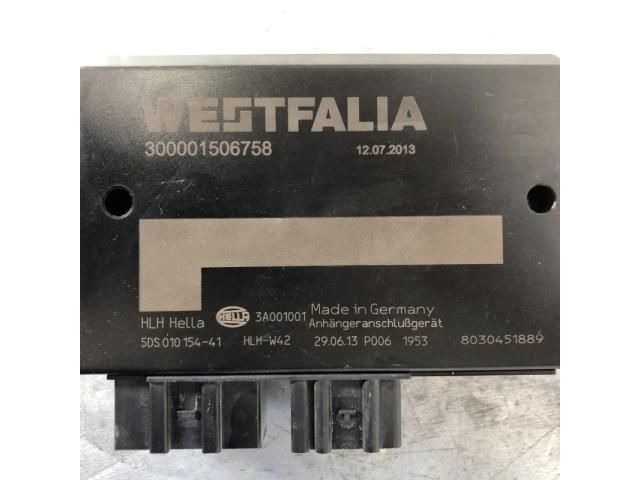 WESTFALIA
300001506758 12.07.2013
HLH Hella HELLA 3A001001 Made in Germany
Anhängeranschlußgerät
5DS 010 154-41 HLH-W42 29.06.13 P006 1953 8030451889